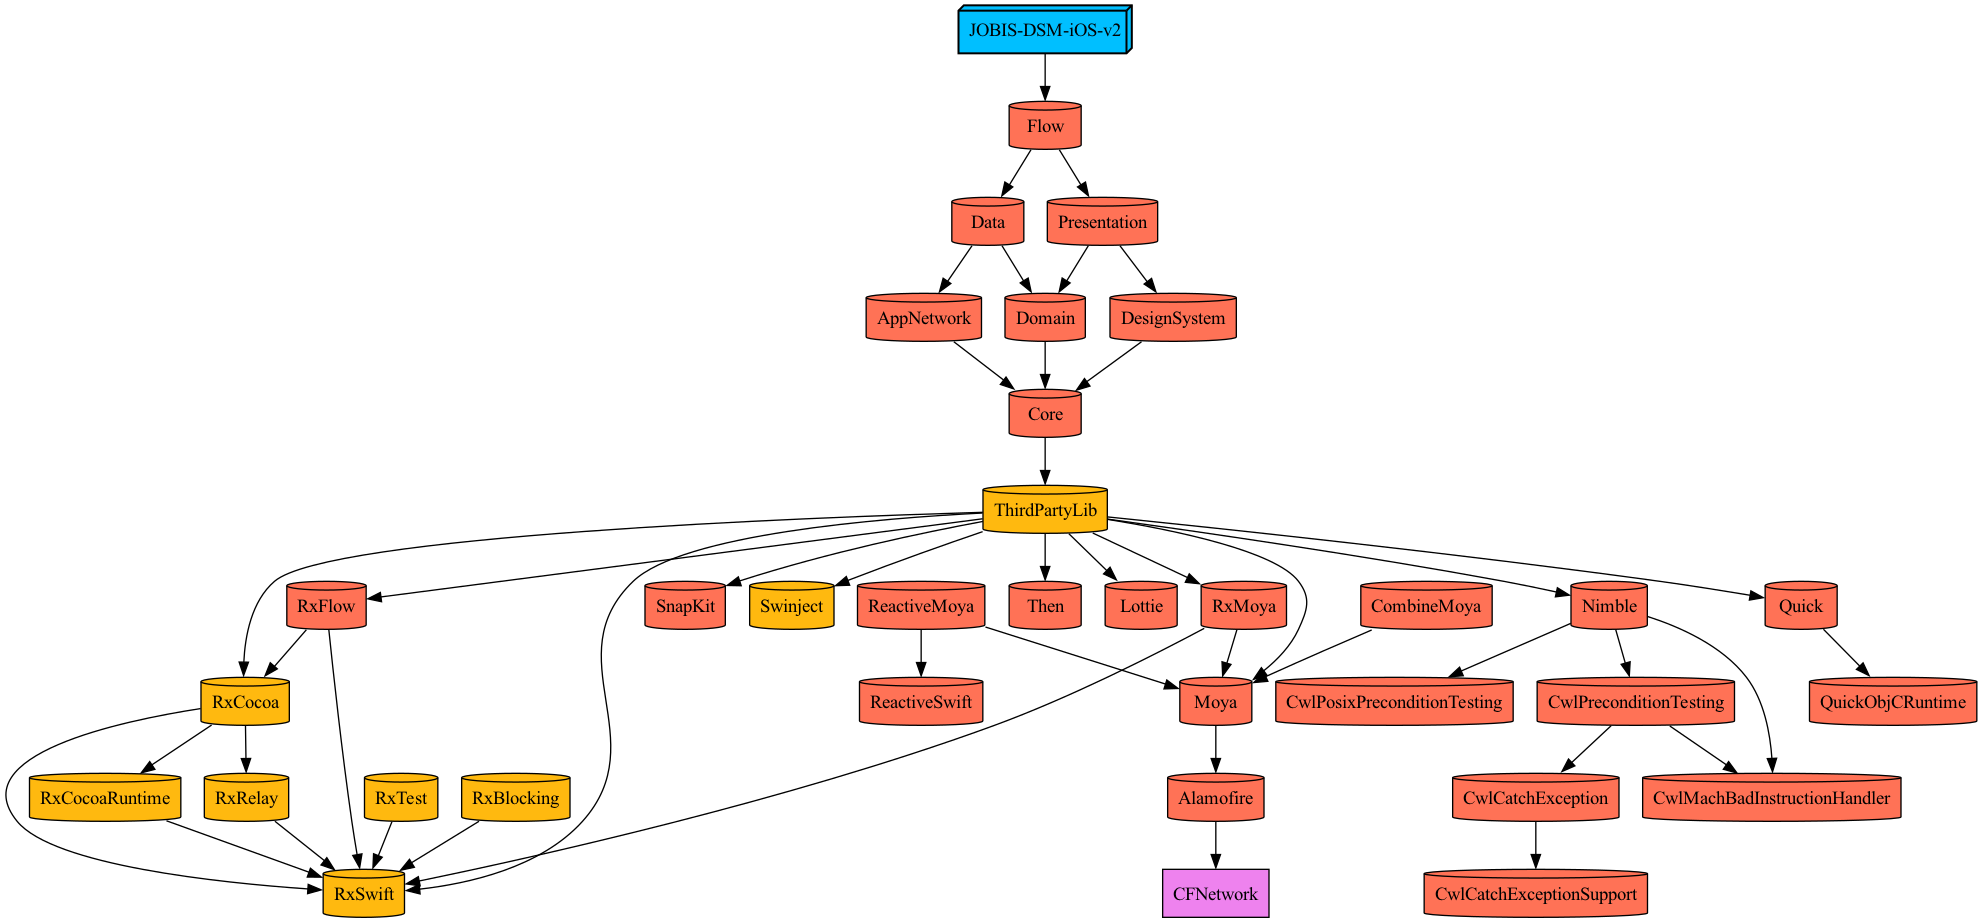 JOBIS-DSM-iOS-v2
Flow
Data
Presentation
AppNetwork
Domain
DesignSystem
Core
ThirdPartyLib
RxFlow
SnapKit
Swinject
ReactiveMoya
Then
Lottie
RxMoya
CombineMoya
Nimble
Quick
RxCocoa
ReactiveSwift
Moya
CwlPosixPreconditionTesting
CwlPreconditionTesting
QuickObjCRuntime
RxCocoaRuntime
RxRelay
RxTest
RxBlocking
Alamofire
CwlCatchException
CwlMachBadInstructionHandler
RxSwift
CFNetwork
CwlCatchExceptionSupport